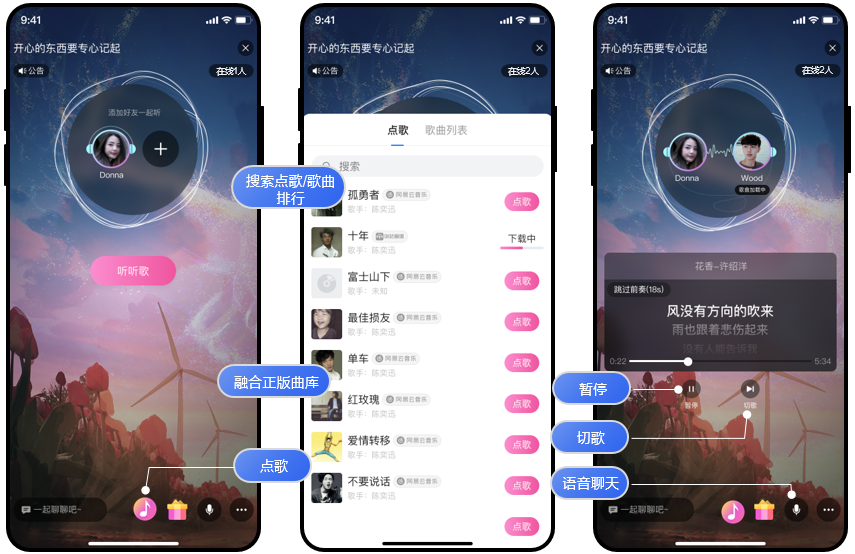 9:41
开心的东西要专心记起
公告
在线1人
添加好友一起听
Donna
听听歌
一起聊聊吧~
9:41
开心的东西要专心记起
公告
在线2人
点歌
歌曲列表
搜索
孤勇者
网易云音乐
歌手：陈奕迅
点歌
十年
歌手：陈奕迅
下载中
富士山下
网易云音乐
歌手：未知
点歌
最佳损友
网易云音乐
歌手：陈奕迅
点歌
单车
网易云音乐
歌手：陈奕迅
点歌
红玫瑰
网易云音乐
歌手：陈奕迅
点歌
爱情转移
网易云音乐
歌手：陈奕迅
点歌
不要说话
网易云音乐
歌手：陈奕迅
点歌
点歌
搜索点歌/歌曲
排行
融合正版曲库
点歌
9:41
开心的东西要专心记起
公告
在线2人
Donna
Wood
歌曲加载中
花香~许绍洋
跳过前奏(18s)
风没有方向的吹来
雨也跟着悲伤起来
没有人能告诉我
0:22
5:34
暂停
切歌
一起聊聊吧~
暂停
切歌
语音聊天